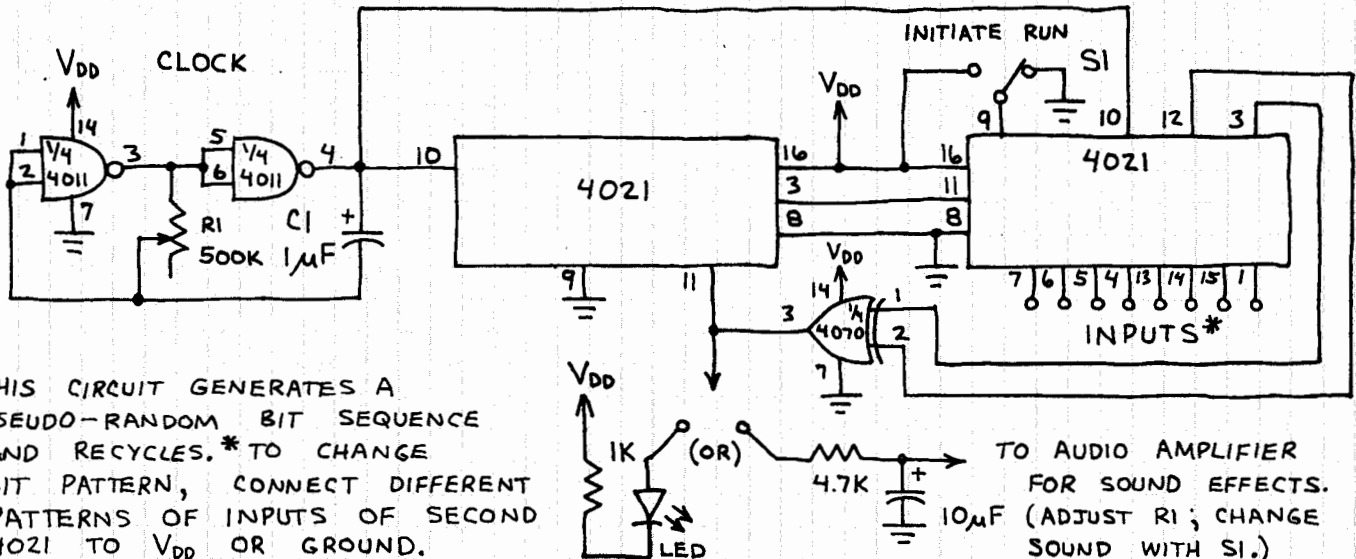 INITIATE RUN
S1
VDD CLOCK
VDD
14
1
2
1/4
4011
3
7
5
6
1/4
4011
4
R1
500K
C1
+
1µF
10
4021
9
11
16
3
8
VDD
16
11
8
9
10
12
3
4021
7 6 5 4 13 14 15 1
INPUTS*
VDD
14
3
1/4
4070
1
2
7
HIS CIRCUIT GENERATES A
SEUDO-RANDOM BIT SEQUENCE
ND RECYCLES. * TO CHANGE
IT PATTERN, CONNECT DIFFERENT
PATTERNS OF INPUTS OF SECOND
4021 TO VDD OR GROUND.
VDD
1K
(OR)
LED
4.7K
+
10µF
TO AUDIO AMPLIFIER
FOR SOUND EFFECTS.
(ADJUST R1; CHANGE
SOUND WITH S1.)